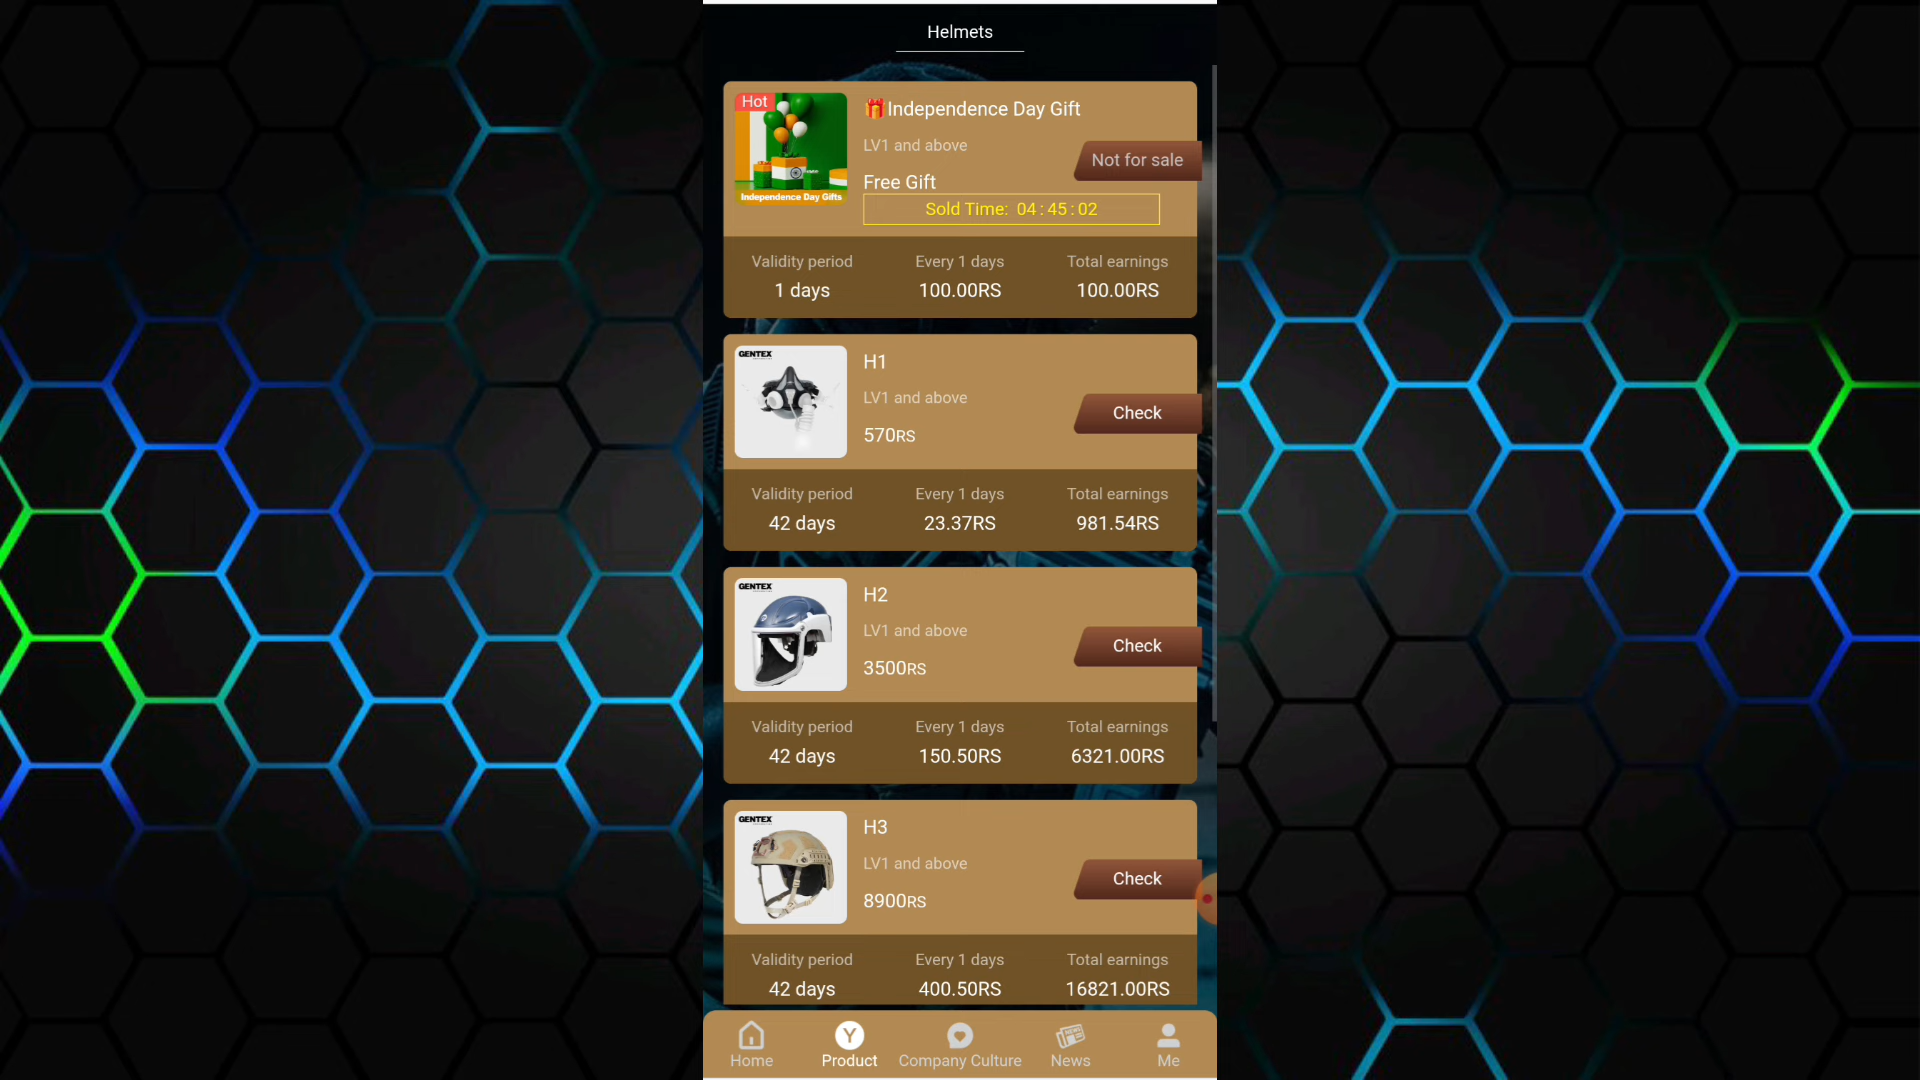 Helmets
Hot
Independence Day Gifts
🎁Independence Day Gift
LV1 and above
Not for sale
Free Gift
Sold Time: 04 : 45 : 02
Validity period Every 1 days Total earnings
1 days 100.00RS 100.00RS
GENTEX
H1
LV1 and above
Check
570RS
Validity period Every 1 days Total earnings
42 days 23.37RS 981.54RS
GENTEX
H2
LV1 and above
Check
3500RS
Validity period Every 1 days Total earnings
42 days 150.50RS 6321.00RS
GENTEX
H3
LV1 and above
Check
8900RS
Validity period Every 1 days Total earnings
42 days 400.50RS 16821.00RS
Home Product Company Culture News Me